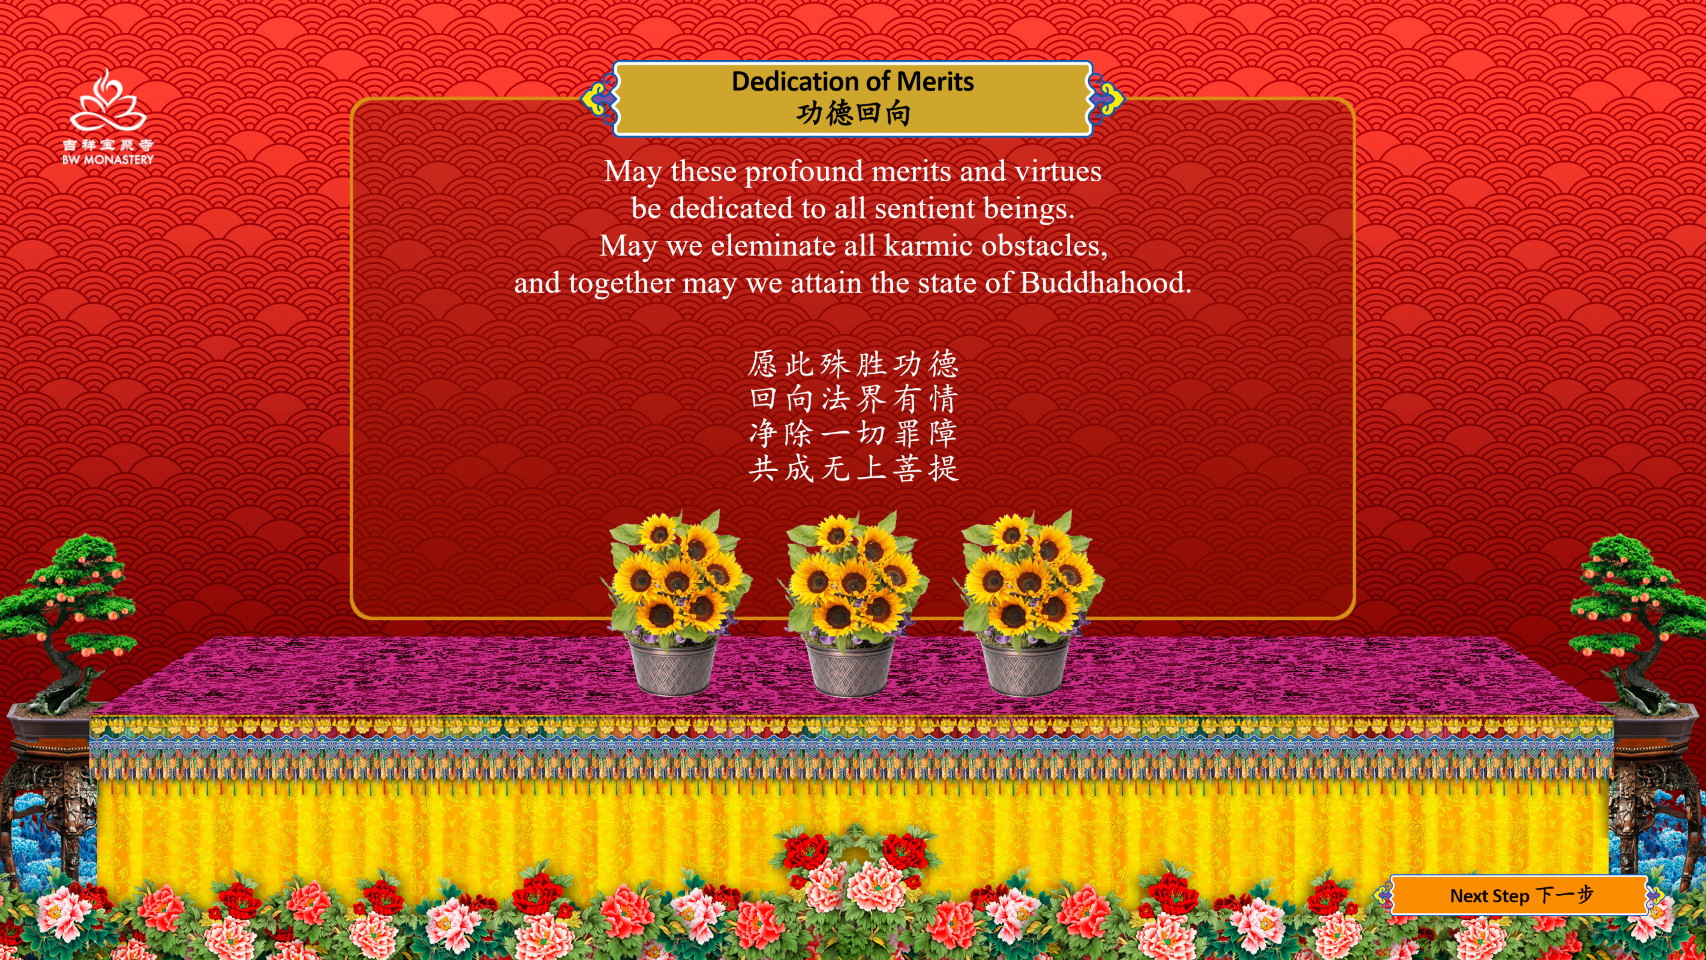 吉祥宝聚寺
BW MONASTERY
Dedication of Merits
功德回向
May these profound merits and virtues
be dedicated to all sentient beings.
May we eleminate all karmic obstacles,
and together may we attain the state of Buddhahood.
愿此殊胜功德
回向法界有情
净除一切罪障
共成无上菩提
Next Step 下一步